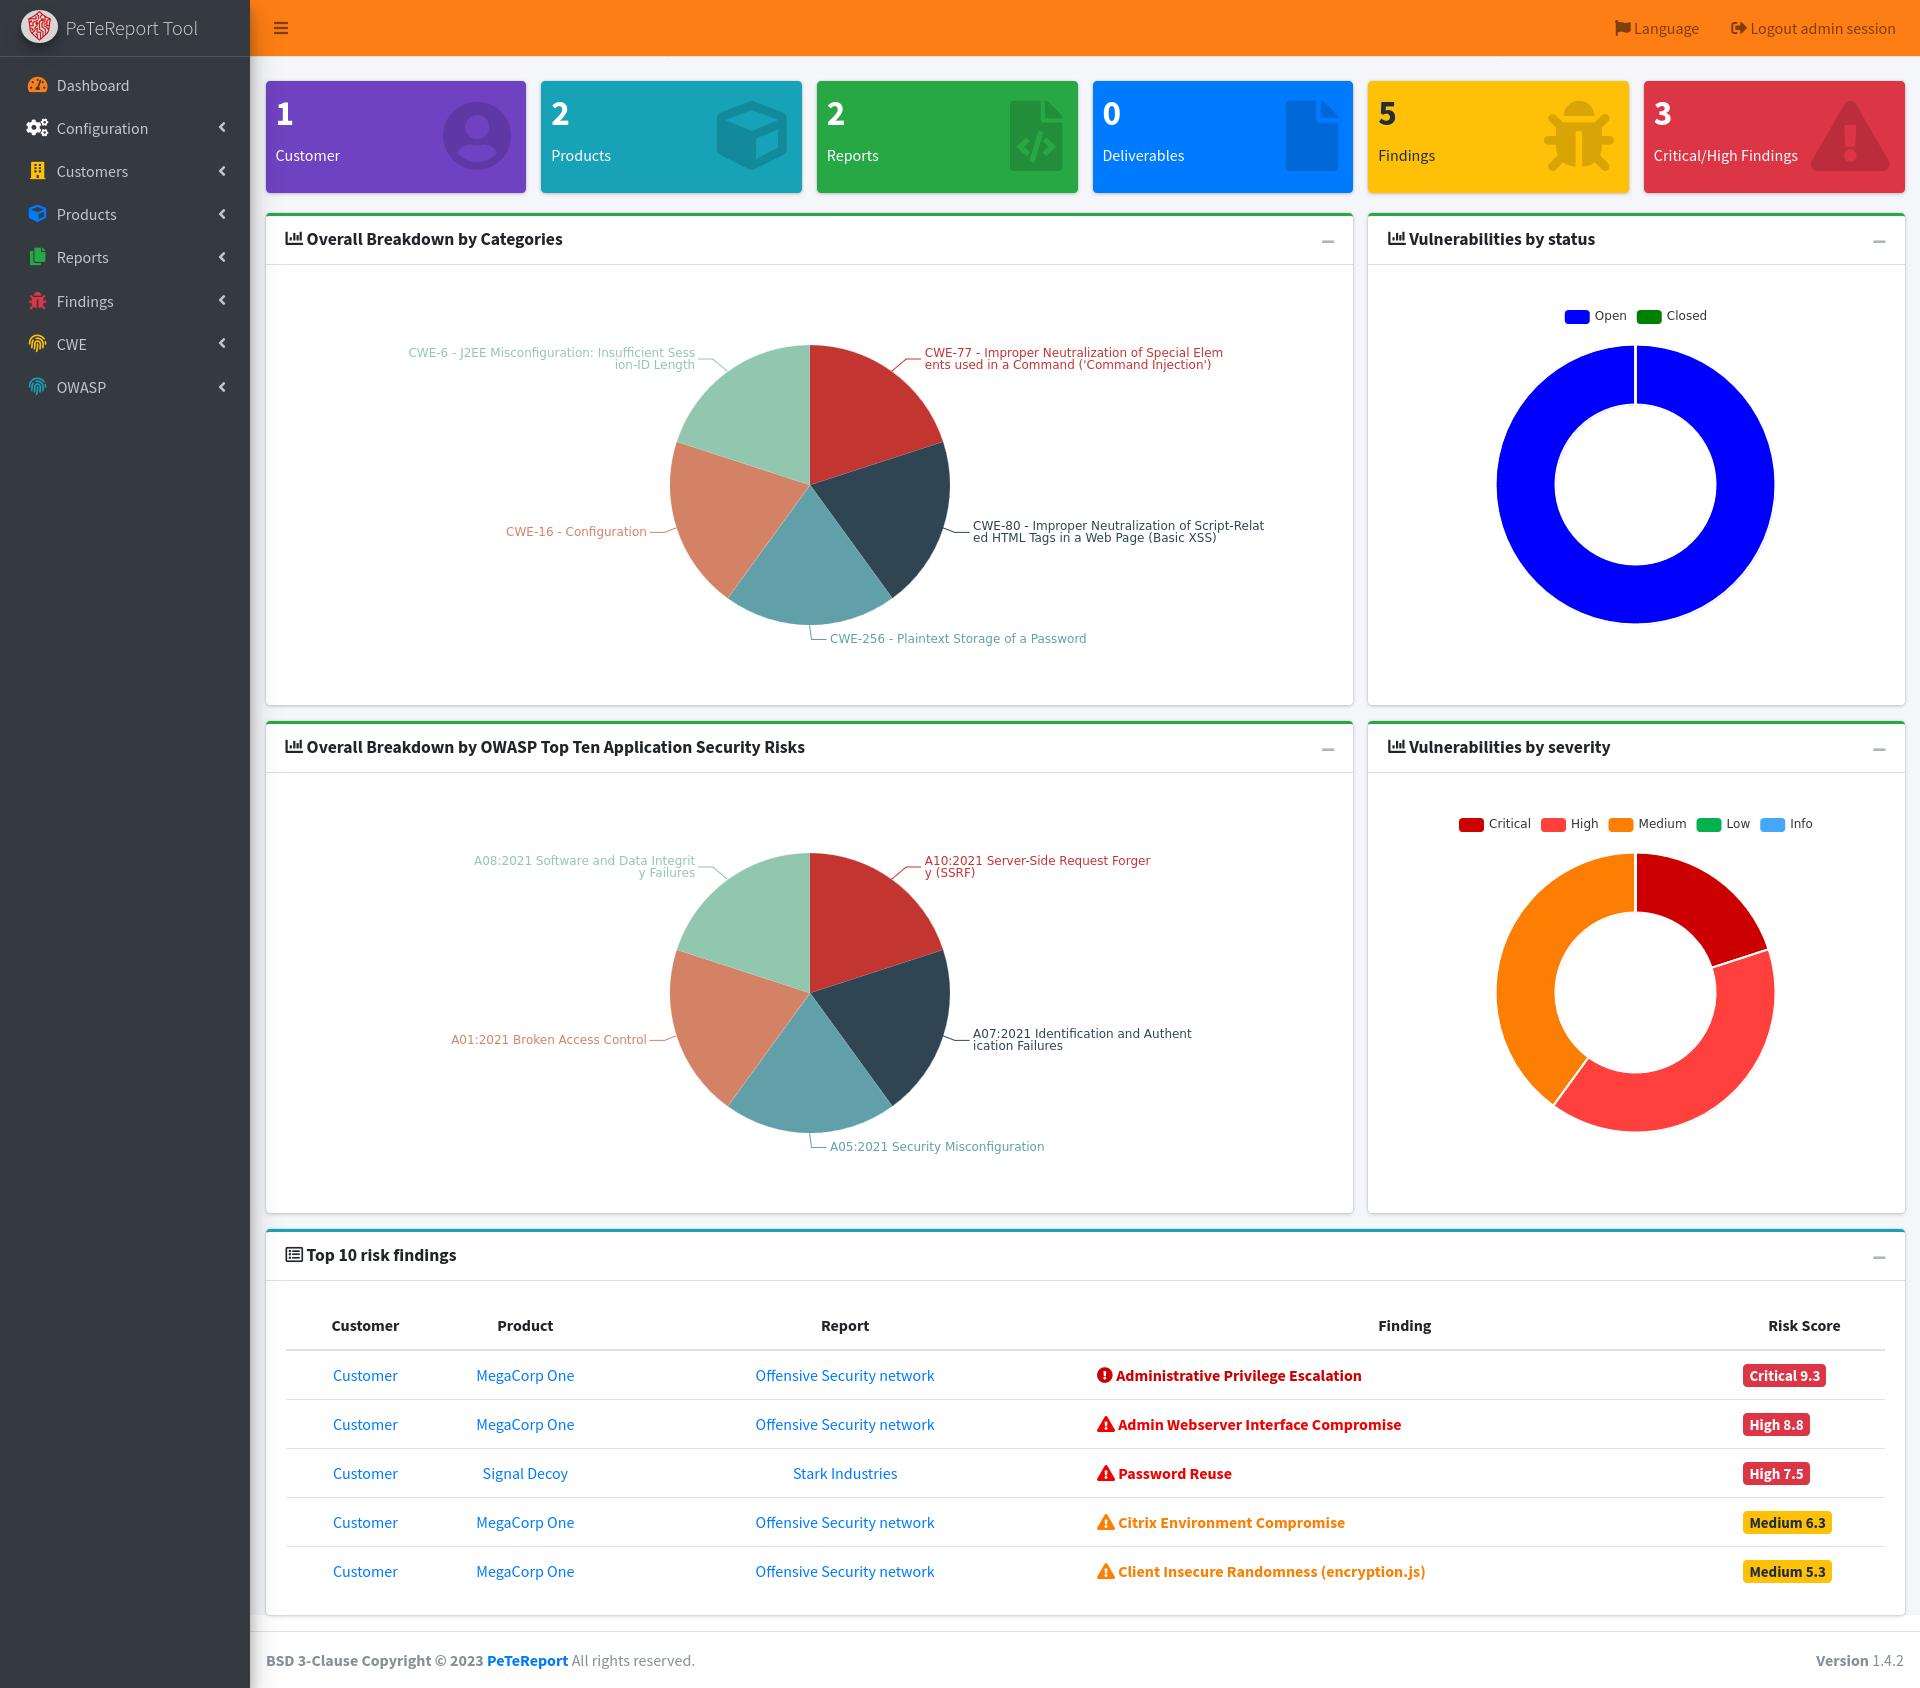 PeTeReport Tool
Language
Logout admin session
Dashboard
Configuration
Customers
Products
Reports
Findings
CWE
OWASP
1
Customer
2
Products
2
Reports
0
Deliverables
5
Findings
3
Critical/High Findings
Overall Breakdown by Categories
CWE-6 - J2EE Misconfiguration: Insufficient Sess
ion-ID Length
CWE-77 - Improper Neutralization of Special Elem
ents used in a Command ('Command Injection')
CWE-16 - Configuration
CWE-80 - Improper Neutralization of Script-Relat
ed HTML Tags in a Web Page (Basic XSS)
CWE-256 - Plaintext Storage of a Password
Vulnerabilities by status
Open
Closed
Overall Breakdown by OWASP Top Ten Application Security Risks
A08:2021 Software and Data Integrit
y Failures
A10:2021 Server-Side Request Forger
y (SSRF)
A01:2021 Broken Access Control
A07:2021 Identification and Authent
ication Failures
A05:2021 Security Misconfiguration
Vulnerabilities by severity
Critical
High
Medium
Low
Info
Top 10 risk findings
Customer Product Report Finding Risk Score
Customer MegaCorp One Offensive Security network Administrative Privilege Escalation Critical 9.3
Customer MegaCorp One Offensive Security network Admin Webserver Interface Compromise High 8.8
Customer Signal Decoy Stark Industries Password Reuse High 7.5
Customer MegaCorp One Offensive Security network Citrix Environment Compromise Medium 6.3
Customer MegaCorp One Offensive Security network Client Insecure Randomness (encryption.js) Medium 5.3
BSD 3-Clause Copyright © 2023 PeTeReport All rights reserved.
Version 1.4.2